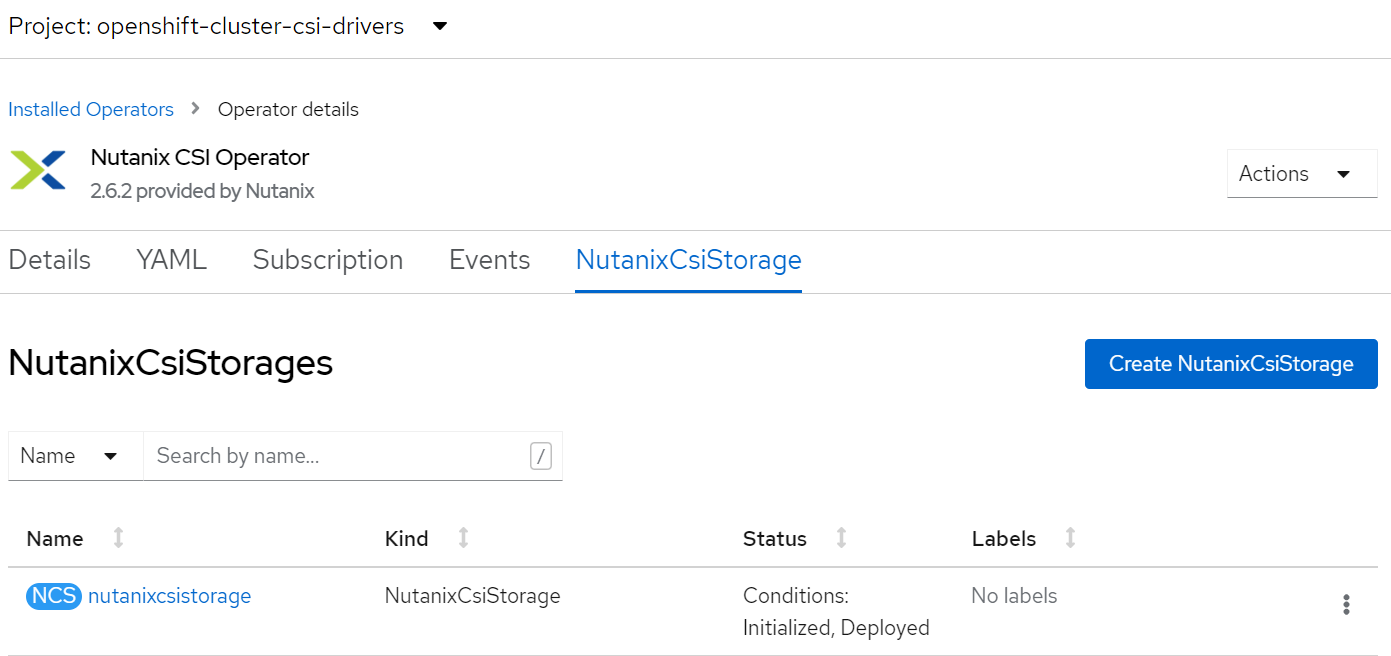 Project: openshift-cluster-csi-drivers
Installed Operators > Operator details
Nutanix CSI Operator
2.6.2 provided by Nutanix
Actions
Details YAML Subscription Events NutanixCsiStorage
NutanixCsiStorages
Create NutanixCsiStorage
Name Search by name... /
Name Kind Status Labels
NCS nutanixcsistorage NutanixCsiStorage Conditions: No labels
Initialized, Deployed